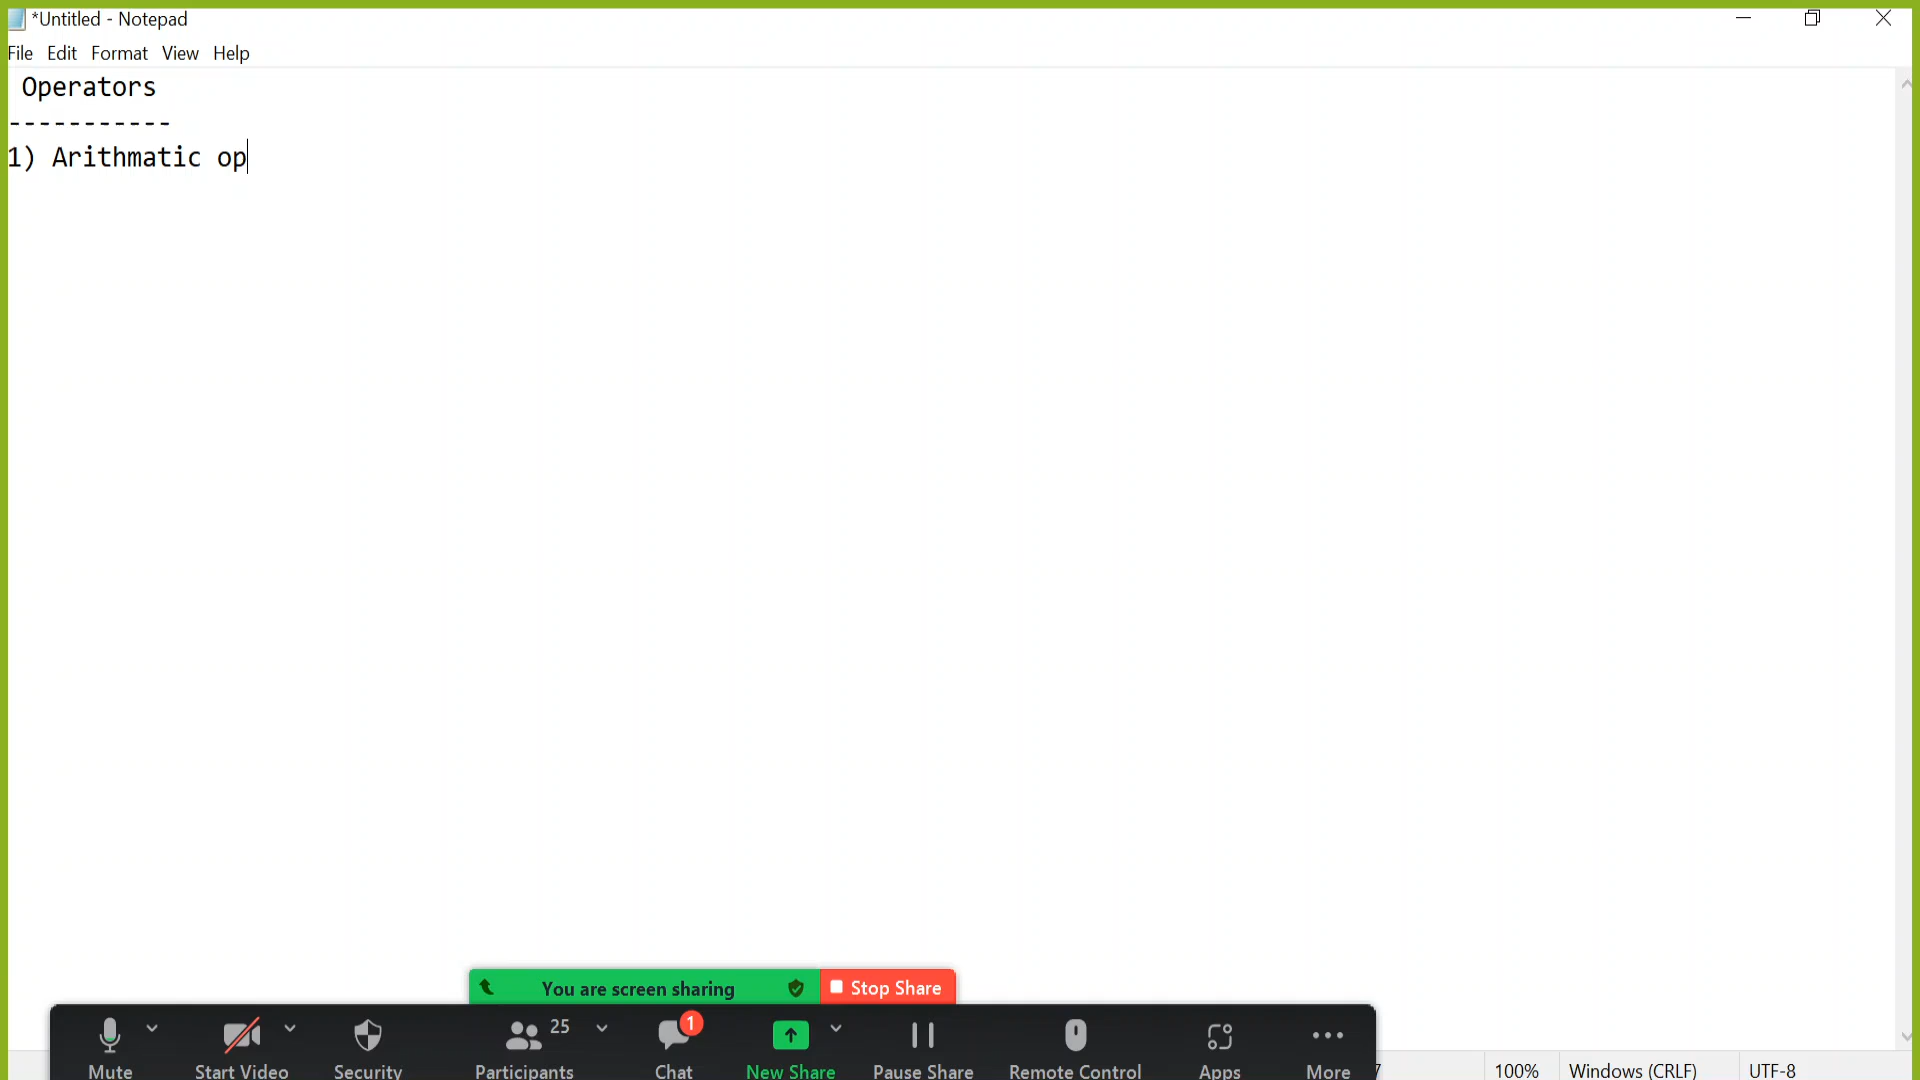 *Untitled - Notepad
File Edit Format View Help
Operators
-----------
1) Arithmatic op
You are screen sharing Stop Share
25 1
Mute Start Video Security Participants Chat New Share Pause Share Remote Control Apps More
100% Windows (CRLF) UTF-8